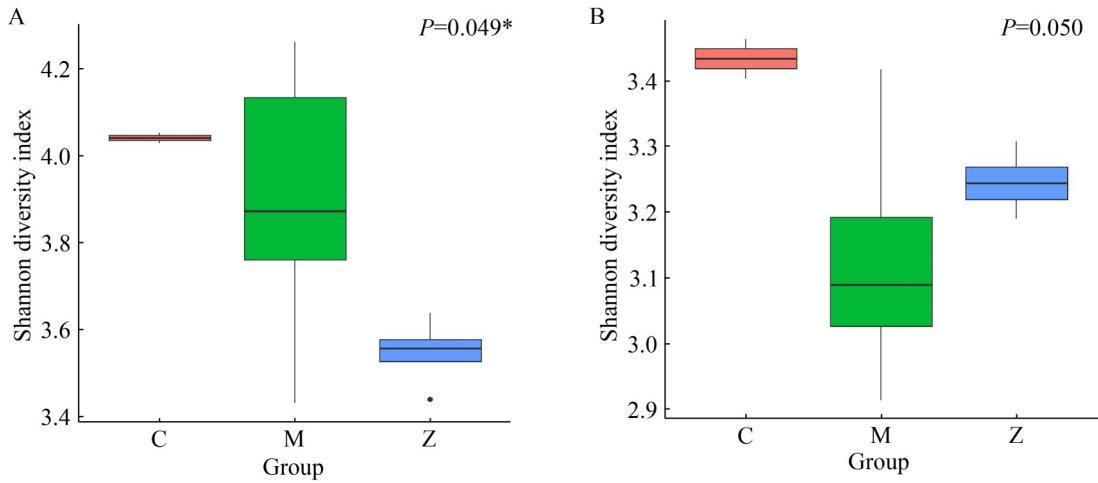 A
P=0.049*
Shannon diversity index
4.2
4.0
3.8
3.6
3.4
C M Z
Group
B
P=0.050
Shannon diversity index
3.4
3.3
3.2
3.1
3.0
2.9
C M Z
Group